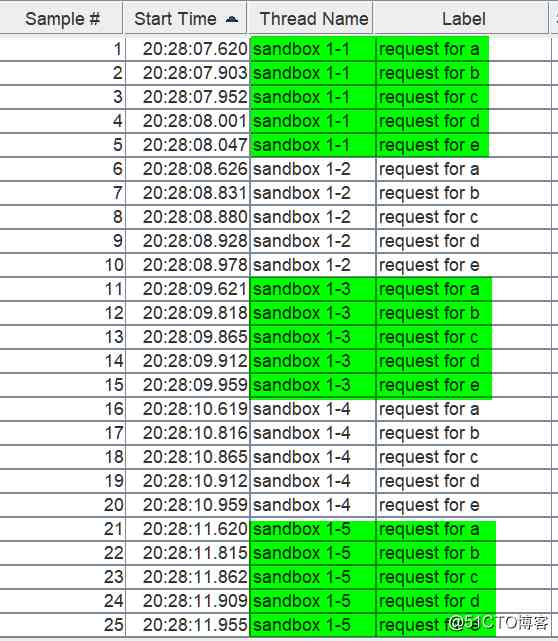 Sample # Start Time Thread Name Label
1 20:28:07.620 sandbox 1-1 request for a
2 20:28:07.903 sandbox 1-1 request for b
3 20:28:07.952 sandbox 1-1 request for c
4 20:28:08.001 sandbox 1-1 request for d
5 20:28:08.047 sandbox 1-1 request for e
6 20:28:08.626 sandbox 1-2 request for a
7 20:28:08.831 sandbox 1-2 request for b
8 20:28:08.880 sandbox 1-2 request for c
9 20:28:08.928 sandbox 1-2 request for d
10 20:28:08.978 sandbox 1-2 request for e
11 20:28:09.621 sandbox 1-3 request for a
12 20:28:09.818 sandbox 1-3 request for b
13 20:28:09.865 sandbox 1-3 request for c
14 20:28:09.912 sandbox 1-3 request for d
15 20:28:09.959 sandbox 1-3 request for e
16 20:28:10.619 sandbox 1-4 request for a
17 20:28:10.816 sandbox 1-4 request for b
18 20:28:10.865 sandbox 1-4 request for c
19 20:28:10.912 sandbox 1-4 request for d
20 20:28:10.959 sandbox 1-4 request for e
21 20:28:11.620 sandbox 1-5 request for a
22 20:28:11.815 sandbox 1-5 request for b
23 20:28:11.862 sandbox 1-5 request for c
24 20:28:11.909 sandbox 1-5 request for d
25 20:28:11.955 sandbox 1-5 request for
@51CTO博客